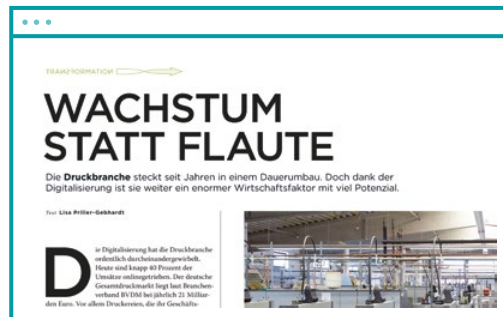 TRANSFORMATION
WACHSTUM
STATT FLAUTE
Die Druckbranche steckt seit Jahren in einem Dauerumbau. Doch dank der
Digitalisierung ist sie weiter ein enormer Wirtschaftsfaktor mit viel Potenzial.
Text Lisa Priller-Gebhardt
Die Digitalisierung hat die Druckbranche
ordentlich durcheinandergewirbelt.
Heute sind knapp 40 Prozent der
Umsätze onlinegetrieben. Der deutsche
Gesamtdruckmarkt liegt laut Branchen-
verband BVDM bei jährlich 21 Milliar-
den Euro. Vor allem Druckereien, die ihr Geschäfts-